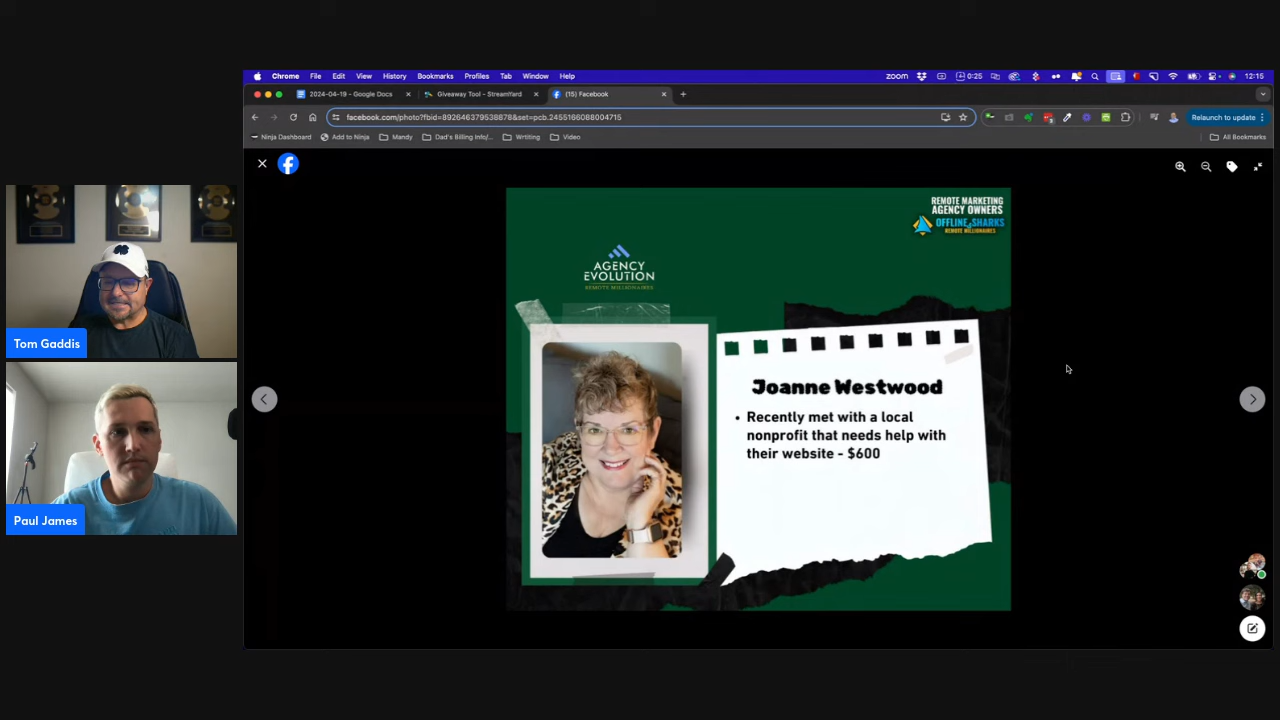 Chrome File Edit View History Bookmarks Profiles Tab Window Help
zoom 0:25 12:15
2024-04-19 - Google Docs
Giveaway Tool - StreamYard
(15) Facebook
facebook.com/photo?fbid=892646379538878&set=pcb.2455166088004715
Relaunch to update
Ninja Dashboard
Add to Ninja
Mandy
Dad's Billing Info/...
Writting
Video
All Bookmarks
REMOTE MARKETING
AGENCY OWNERS
OFFLINE SHARKS
REMOTE MILLIONAIRES
AGENCY
EVOLUTION
REMOTE MILLIONAIRES
Joanne Westwood
• Recently met with a local
nonprofit that needs help with
their website - $600
Tom Gaddis
Paul James